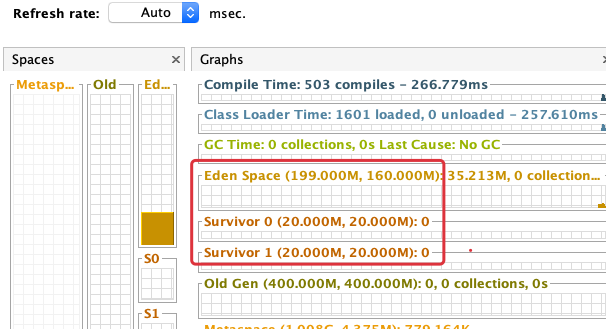 Refresh rate: Auto msec.
Spaces ×
Graphs
Metasp...
Old
Ed...
S0
S1
Compile Time: 503 compiles - 266.779ms
Class Loader Time: 1601 loaded, 0 unloaded - 257.610ms
GC Time: 0 collections, 0s Last Cause: No GC
Eden Space (199.000M, 160.000M): 35.213M, 0 collection...
Survivor 0 (20.000M, 20.000M): 0
Survivor 1 (20.000M, 20.000M): 0
Old Gen (400.000M, 400.000M): 0, 0 collections, 0s
Metaspace (1.008G, 4.375M): 779.164K